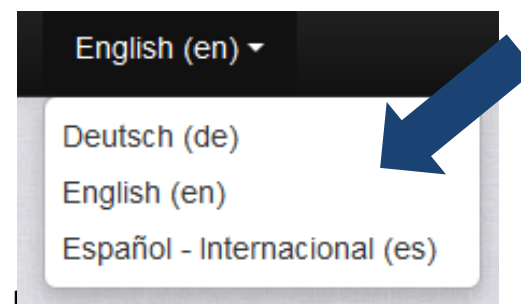 English (en)
Deutsch (de)
English (en)
Español - Internacional (es)